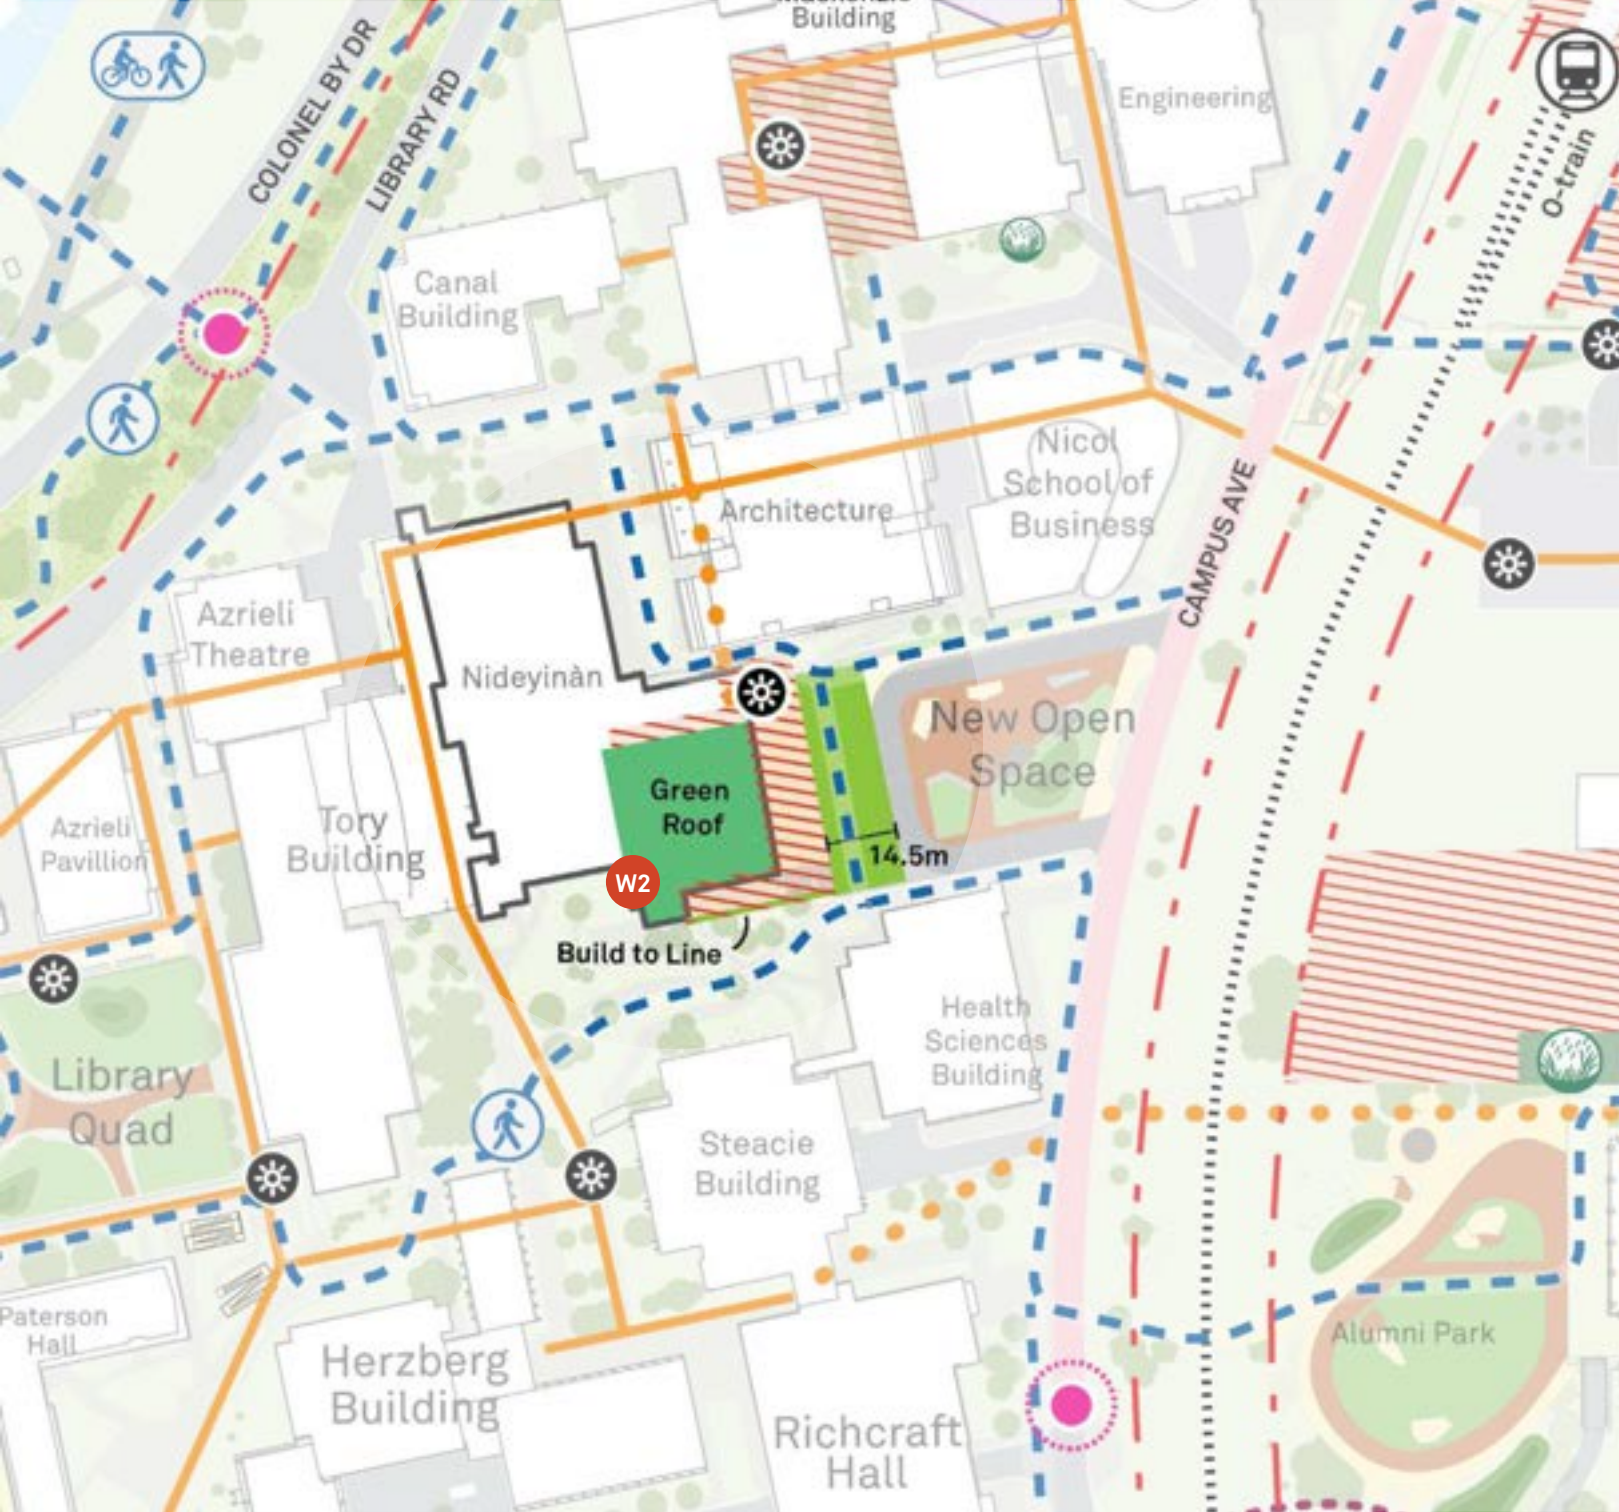 Building
Engineering
COLONEL BY DR
LIBRARY RD
O-train
Canal
Building
Nicol
School of
Business
Architecture
CAMPUS AVE
Azrieli
Theatre
Nideyinàn
New Open
Space
Green
Roof
Tory
Building
Azrieli
Pavillion
14.5m
W2
Build to Line
Health
Sciences
Building
Library
Quad
Steacie
Building
Paterson
Hall
Alumni Park
Herzberg
Building
Richcraft
Hall